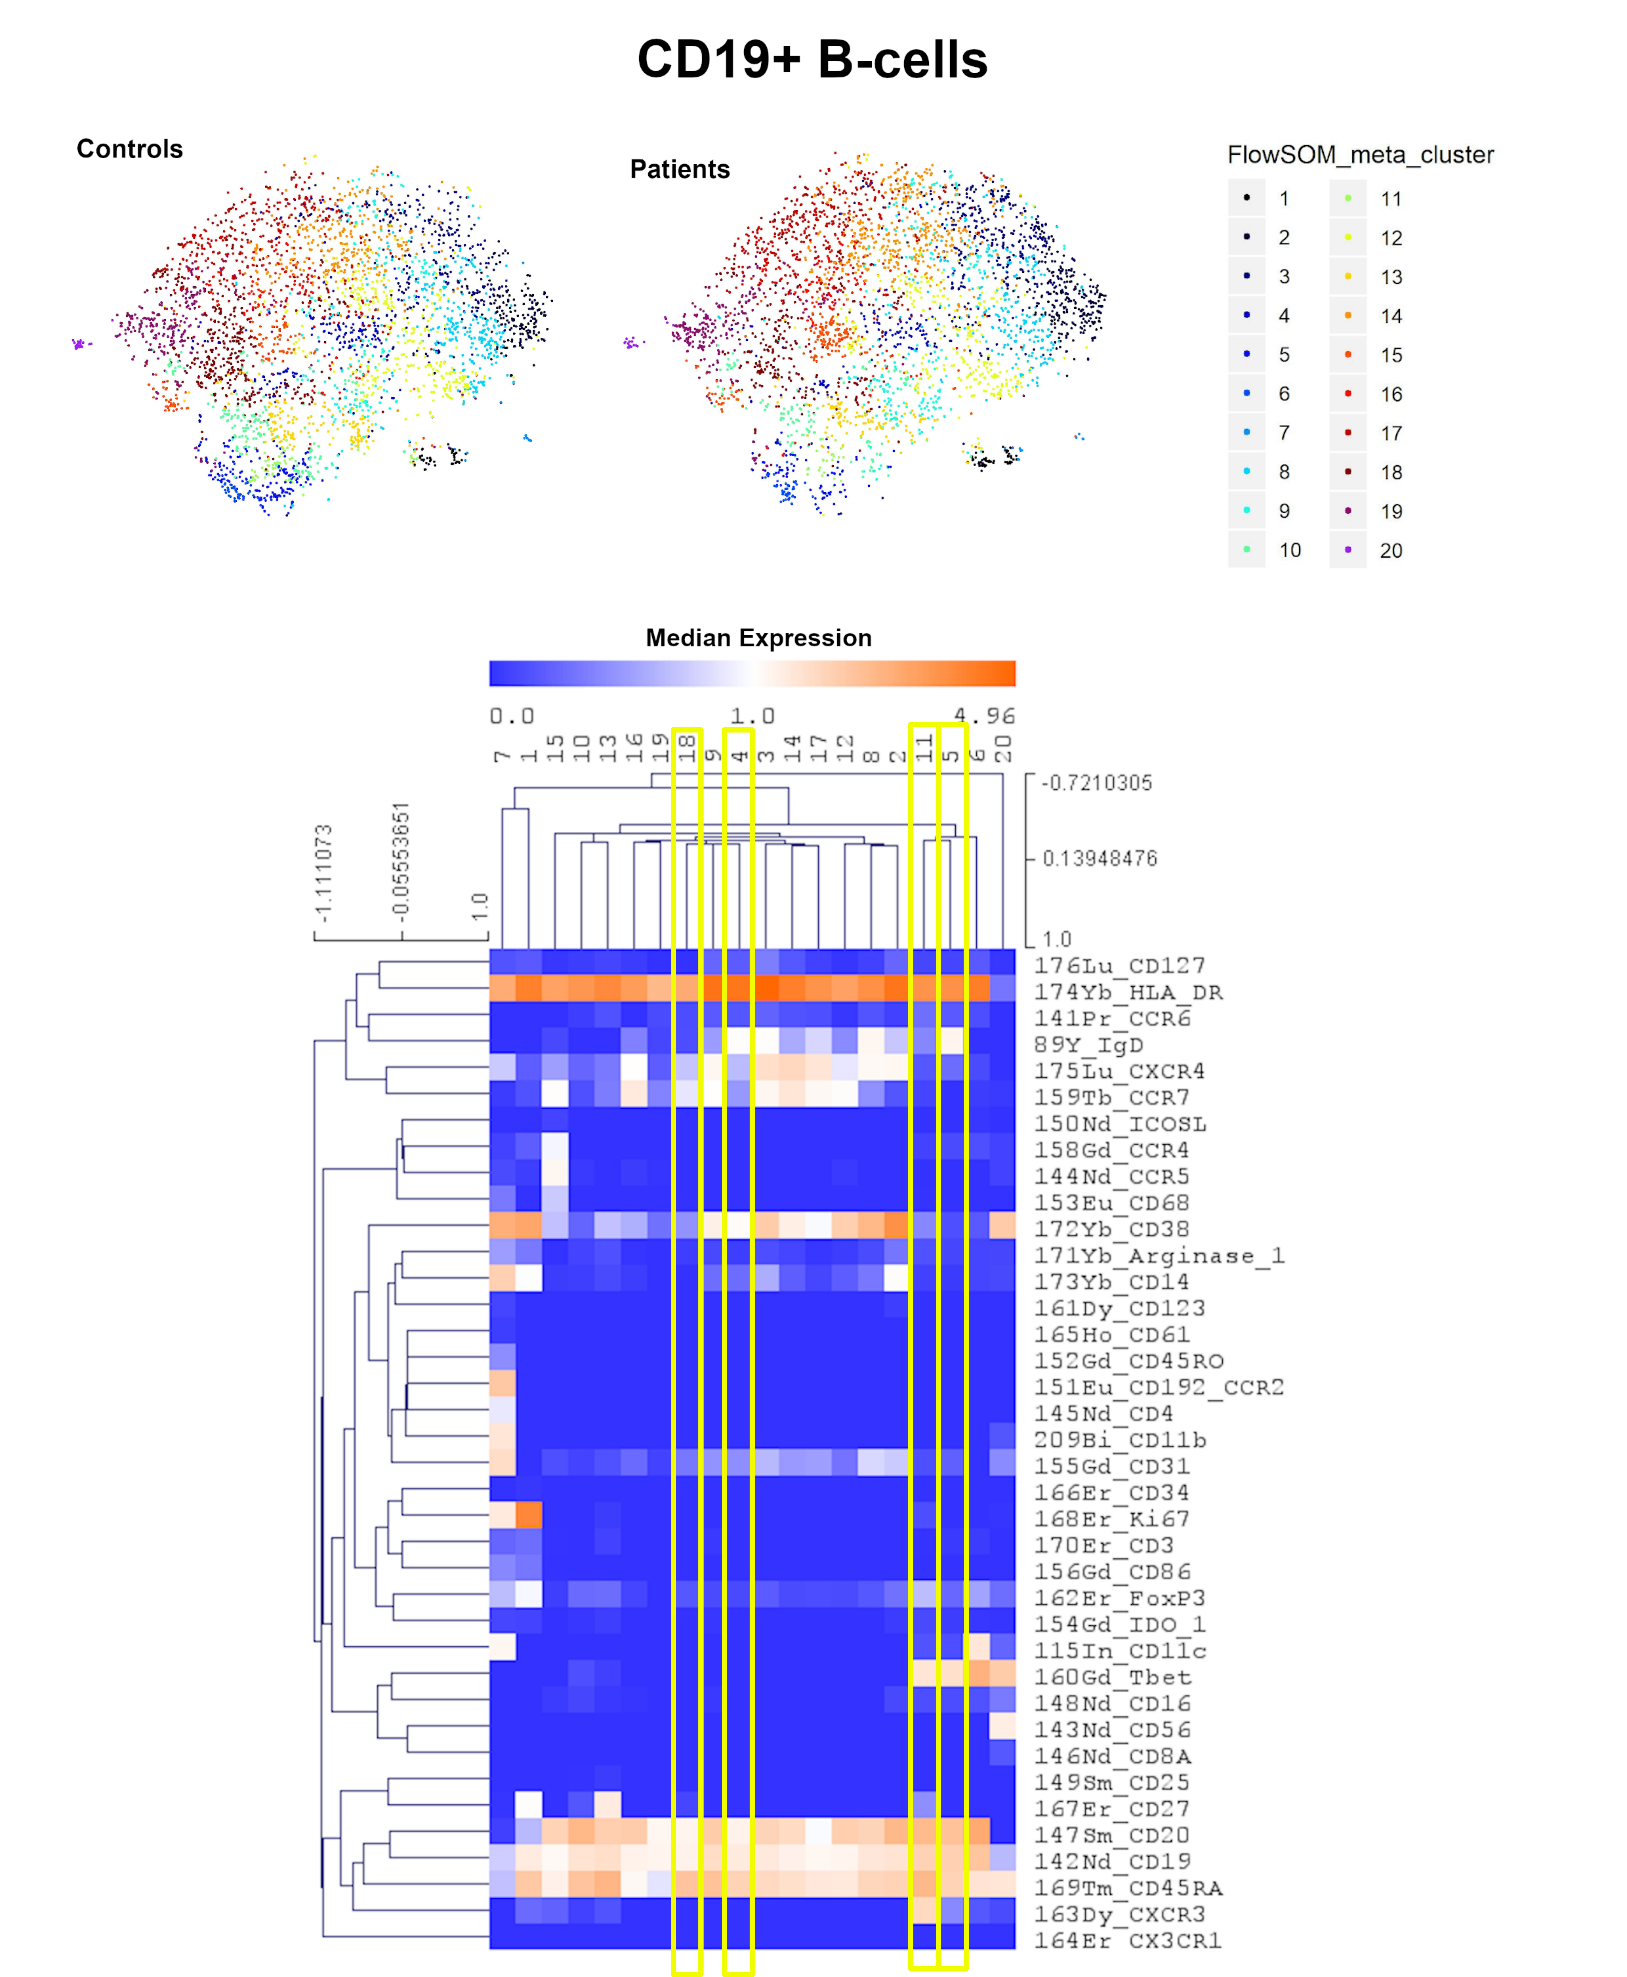 CD19+ B-cells
Controls
Patients
FlowSOM_meta_cluster
1 11
2 12
3 13
4 14
5 15
6 16
7 17
8 18
9 19
10 20
Median Expression
0.0 1.0 4.96
7 1 15 10 13 16 19 18 9 4 3 14 17 12 8 2 11 5 6 20
-0.7210305
0.13948476
1.0
-1.111073
-0.05553651
1.0
176Lu_CD127
174Yb_HLA_DR
141Pr_CCR6
89Y_IgD
175Lu_CXCR4
159Tb_CCR7
150Nd_ICOSL
158Gd_CCR4
144Nd_CCR5
153Eu_CD68
172Yb_CD38
171Yb_Arginase_1
173Yb_CD14
161Dy_CD123
165Ho_CD61
152Gd_CD45RO
151Eu_CD192_CCR2
145Nd_CD4
209Bi_CD11b
155Gd_CD31
166Er_CD34
168Er_Ki67
170Er_CD3
156Gd_CD86
162Er_FoxP3
154Gd_IDO_1
115In_CD11c
160Gd_Tbet
148Nd_CD16
143Nd_CD56
146Nd_CD8A
149Sm_CD25
167Er_CD27
147Sm_CD20
142Nd_CD19
169Tm_CD45RA
163Dy_CXCR3
164Er_CX3CR1